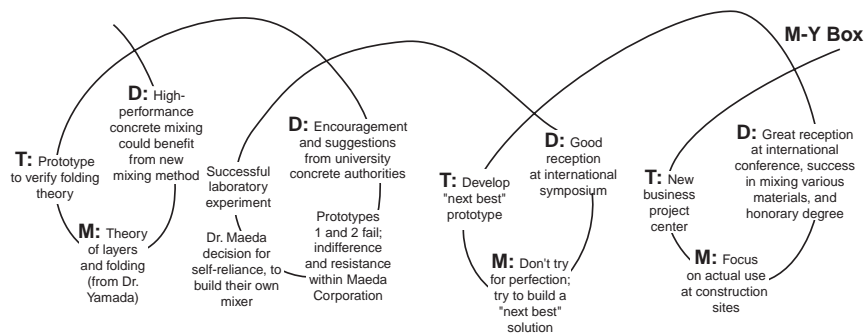 M-Y Box
D: High-
performance
concrete mixing
could benefit
from new
mixing method
T: Prototype
to verify folding
theory
M: Theory
of layers
and folding
(from Dr.
Yamada)
Successful
laboratory
experiment
Dr. Maeda
decision for
self-reliance, to
build their own
mixer
D: Encouragement
and suggestions
from university
concrete authorities
Prototypes
1 and 2 fail;
indifference
and resistance
within Maeda
Corporation
T: Develop
"next best"
prototype
D: Good
reception
at international
symposium
M: Don't try
for perfection;
try to build a
"next best"
solution
T: New
business
project
center
D: Great reception
at international
conference, success
in mixing various
materials, and
honorary degree
M: Focus
on actual use
at construction
sites